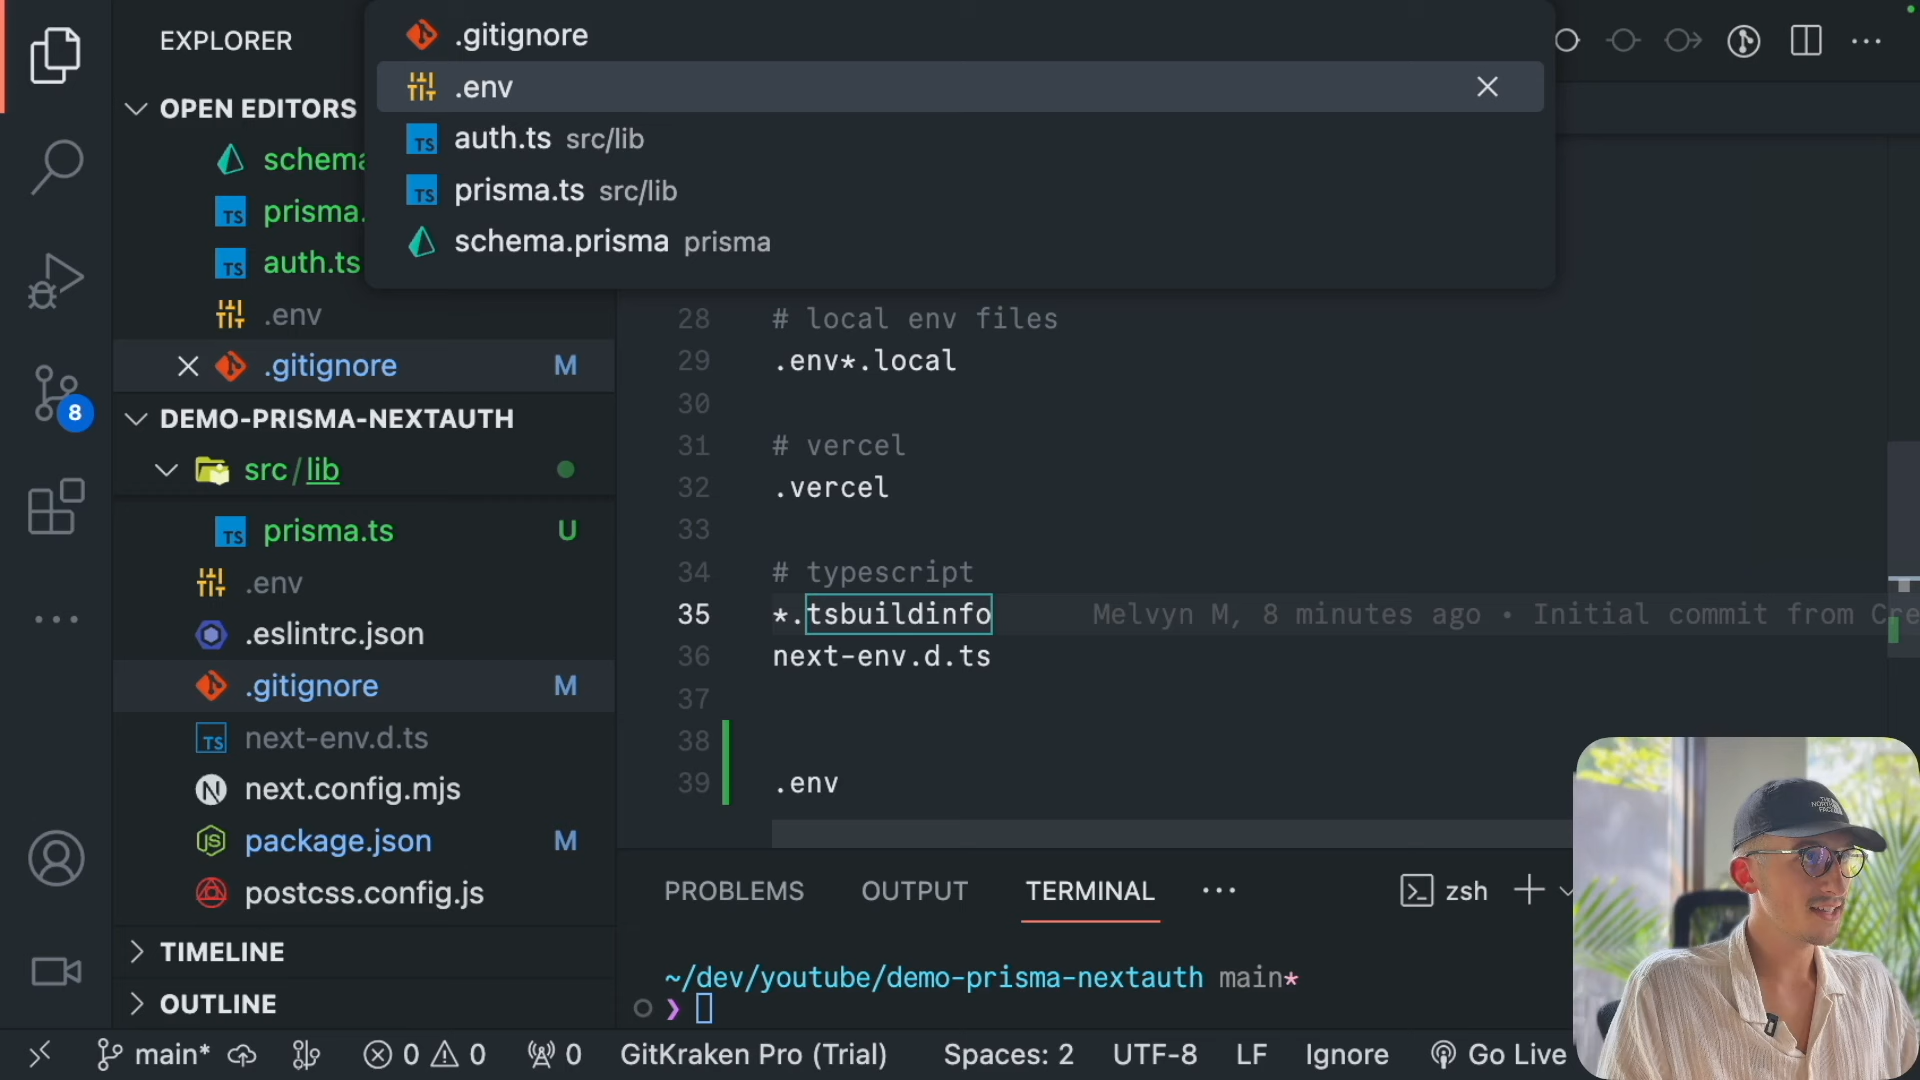 EXPLORER
OPEN EDITORS
schema
prisma.
auth.ts
.env
.gitignore M
DEMO-PRISMA-NEXTAUTH
src/lib
prisma.ts U
.env
.eslintrc.json
.gitignore M
next-env.d.ts
next.config.mjs
package.json M
postcss.config.js
TIMELINE
OUTLINE
8
.gitignore
.env
auth.ts src/lib
prisma.ts src/lib
schema.prisma prisma
28 # local env files
29 .env*.local
30
31 # vercel
32 .vercel
33
34 # typescript
35 *.tsbuildinfo Melvyn M, 8 minutes ago • Initial commit from Cre
36 next-env.d.ts
37
38
39 .env
PROBLEMS OUTPUT TERMINAL ··· zsh
~/dev/youtube/demo-prisma-nextauth main*
❯
main* 0 0 0 GitKraken Pro (Trial) Spaces: 2 UTF-8 LF Ignore Go Live
THE NORTH FACE